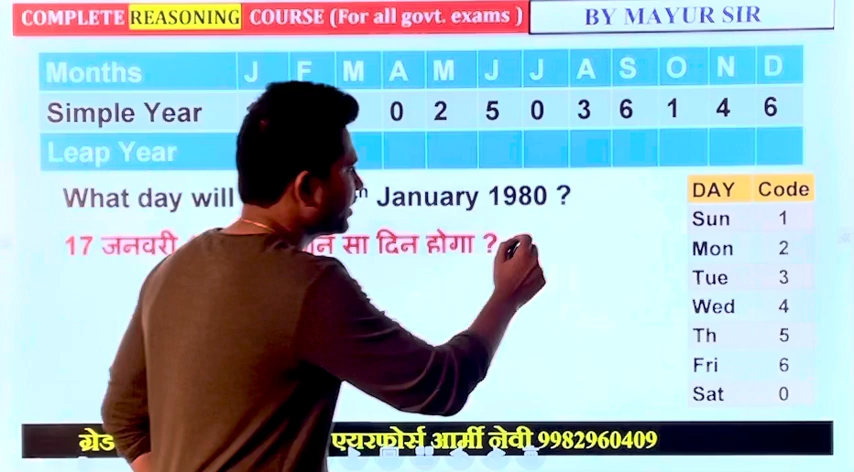 COMPLETE REASONING COURSE (For all govt. exams )
BY MAYUR SIR
Months J F M A M J J A S O N D
Simple Year 0 2 5 0 3 6 1 4 6
Leap Year
What day will th January 1980 ?
17 जनवरी सा दिन होगा ?
DAY Code
Sun 1
Mon 2
Tue 3
Wed 4
Th 5
Fri 6
Sat 0
एयरफोर्स आर्मी नेवी 9982960409